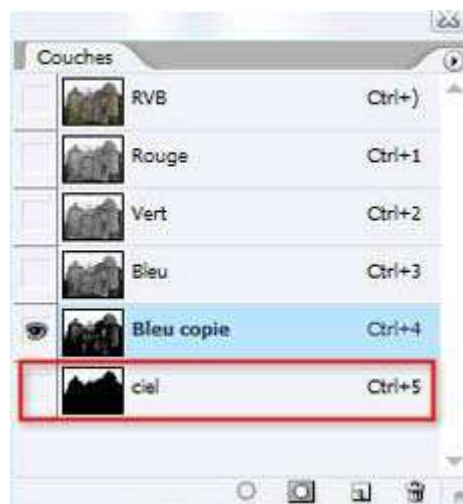 Couches
RVB Ctrl+)
Rouge Ctrl+1
Vert Ctrl+2
Bleu Ctrl+3
Bleu copie Ctrl+4
ciel Ctrl+5